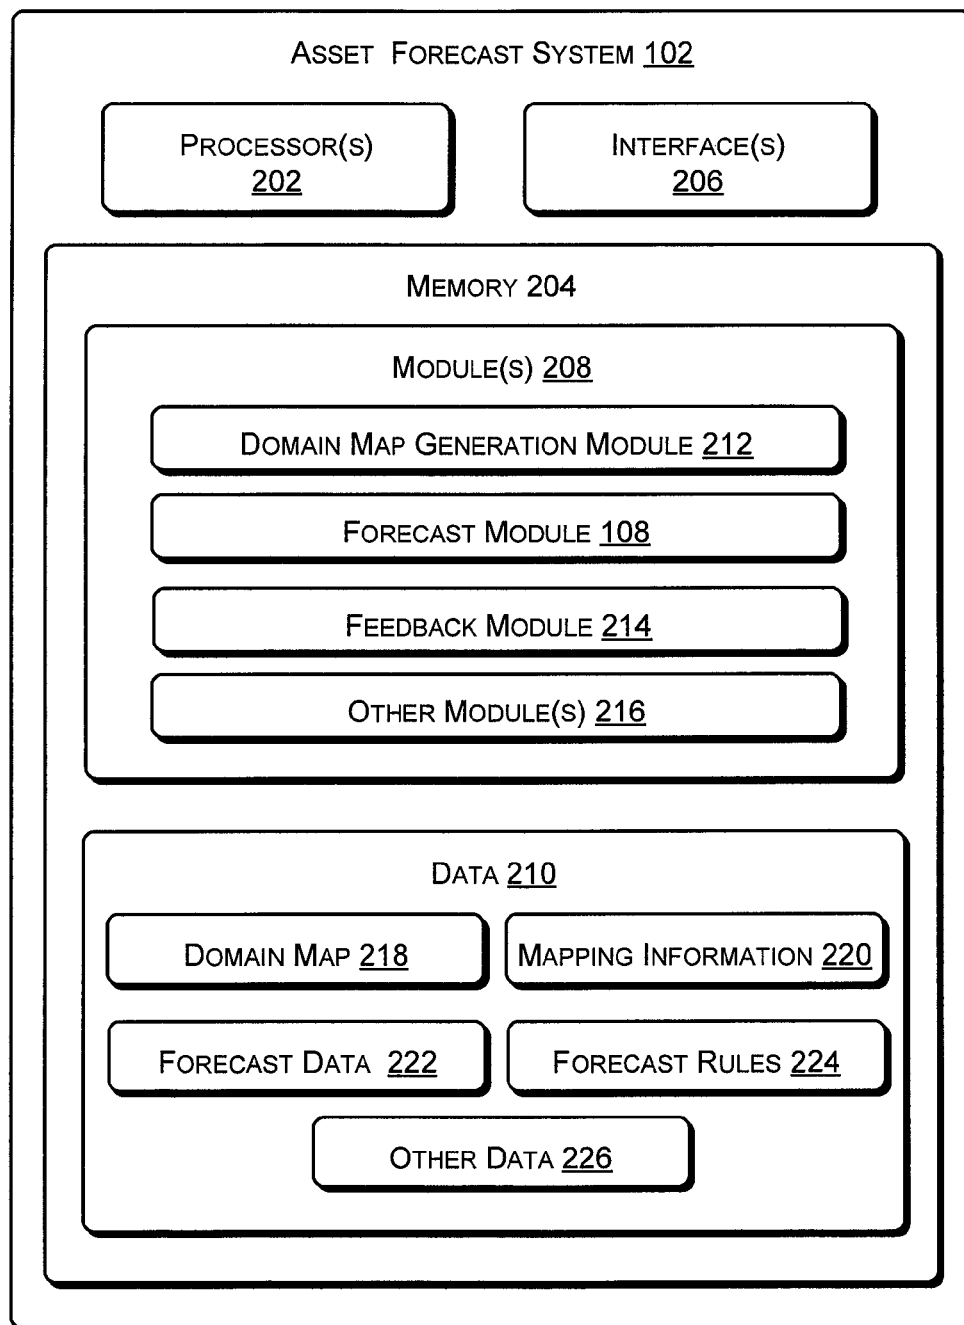 ASSET FORECAST SYSTEM 102
PROCESSOR(S)
202
INTERFACE(S)
206
MEMORY 204
MODULE(S) 208
DOMAIN MAP GENERATION MODULE 212
FORECAST MODULE 108
FEEDBACK MODULE 214
OTHER MODULE(S) 216
DATA 210
DOMAIN MAP 218
MAPPING INFORMATION 220
FORECAST DATA 222
FORECAST RULES 224
OTHER DATA 226